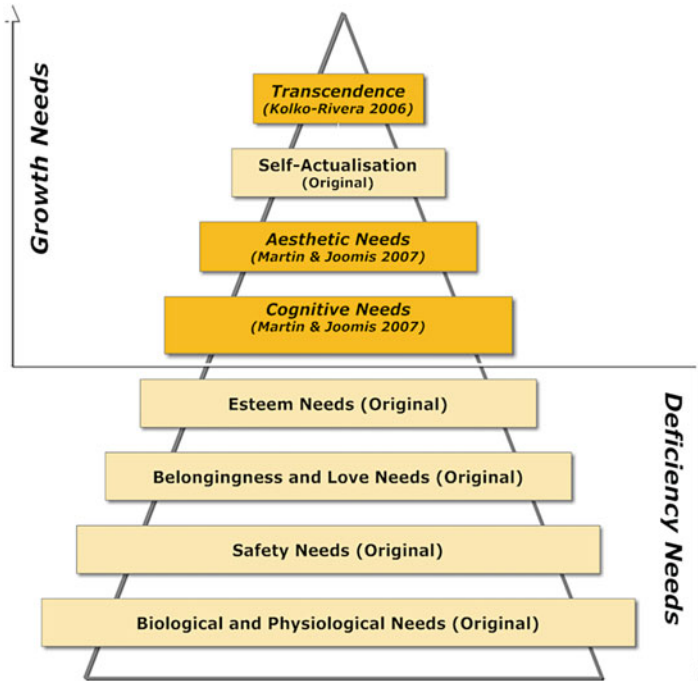 Growth Needs
Transcendence
(Kolko-Rivera 2006)
Self-Actualisation
(Original)
Aesthetic Needs
(Martin & Joomis 2007)
Cognitive Needs
(Martin & Joomis 2007)
Esteem Needs (Original)
Belongingness and Love Needs (Original)
Safety Needs (Original)
Biological and Physiological Needs (Original)
Deficiency Needs